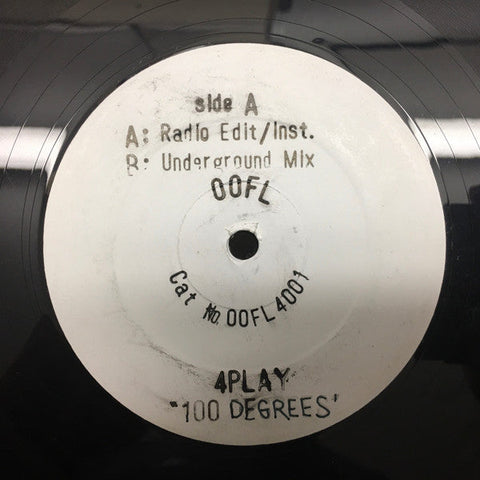 side A
A: Radio Edit/Inst.
B: Underground Mix
OOFL
Cat No. OOFL4001
4PLAY
"100 DEGREES'